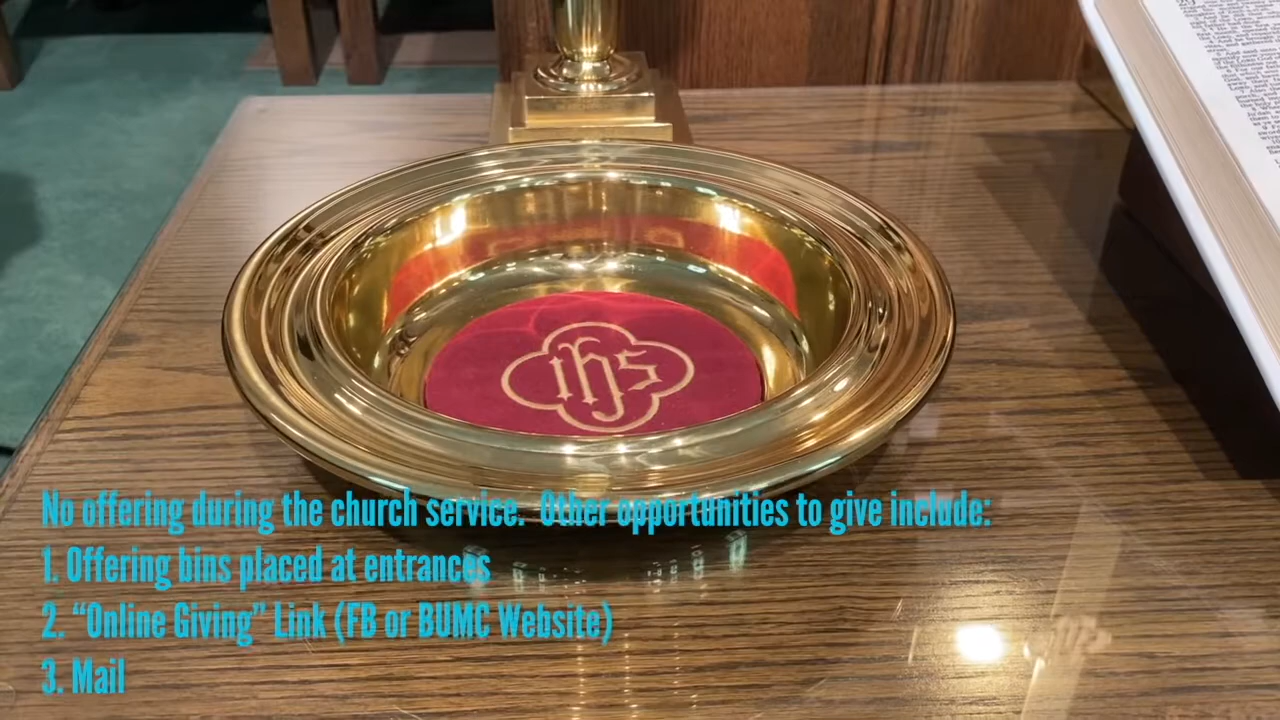 ihs
No offering during the church service. Other opportunities to give include:
1. Offering bins placed at entrances
2. “Online Giving” Link (FB or BUMC Website)
3. Mail